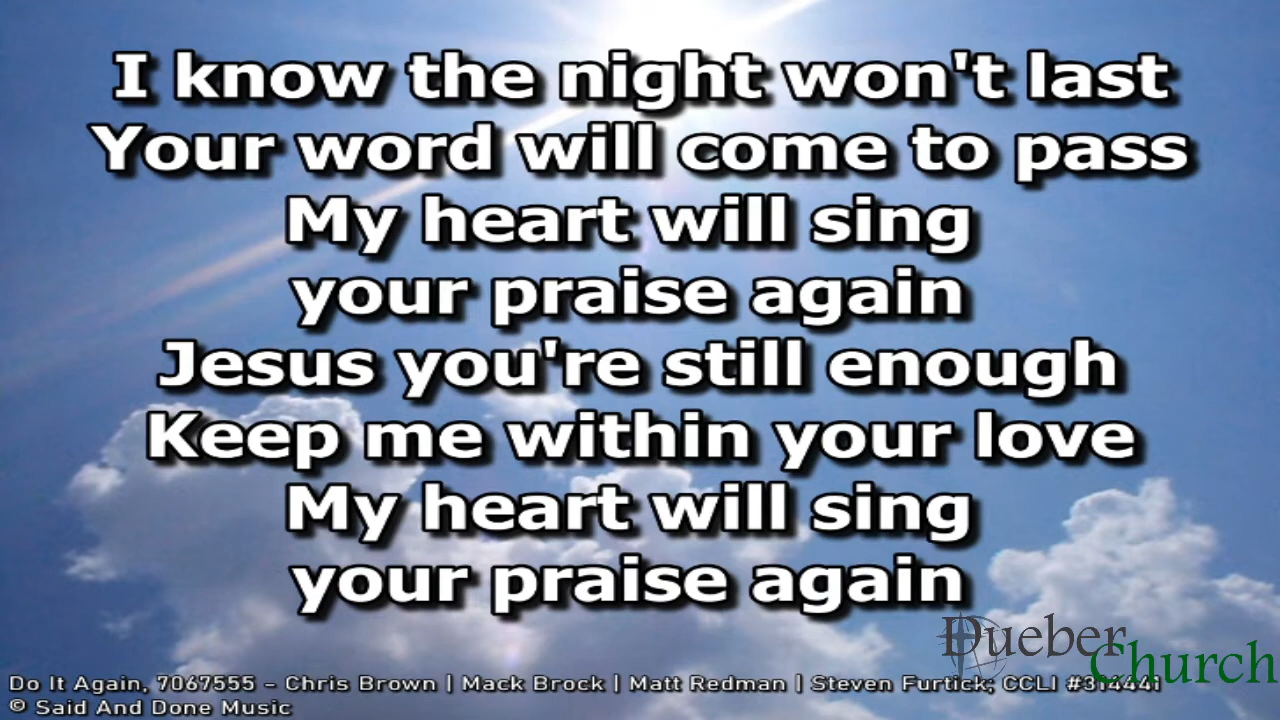 I know the night won't last
Your word will come to pass
My heart will sing
your praise again
Jesus you're still enough
Keep me within your love
My heart will sing
your praise again
Dueber
Church
Do It Again, 7067555 - Chris Brown | Mack Brock | Matt Redman | Steven Furtick; CCLI #314441
© Said And Done Music